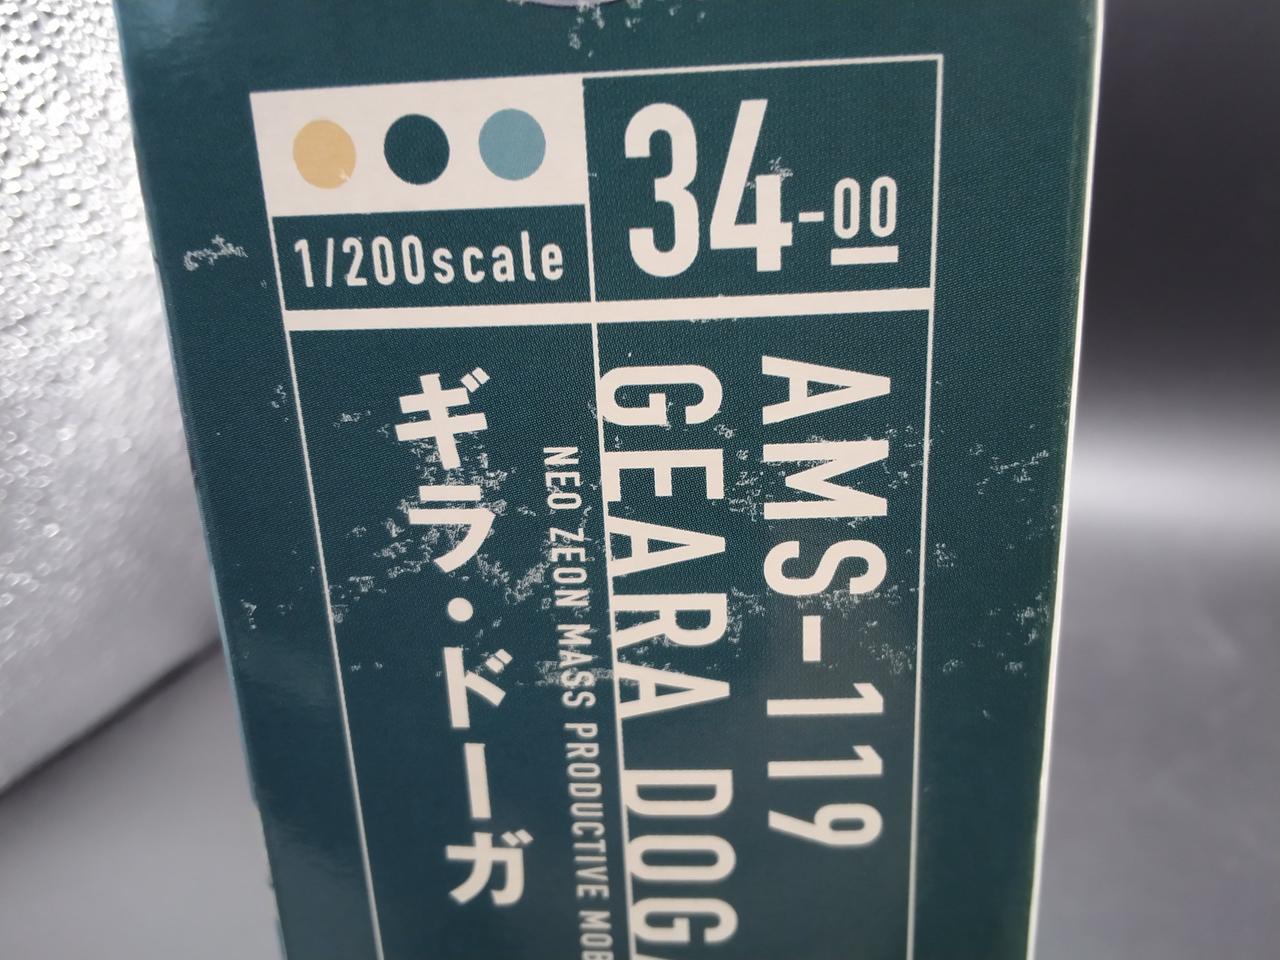 34-00
1/200scale
AMS-119
GEARA DOGA
NEO ZEON MASS PRODUCTIVE MOB
ギラ・ドーガ